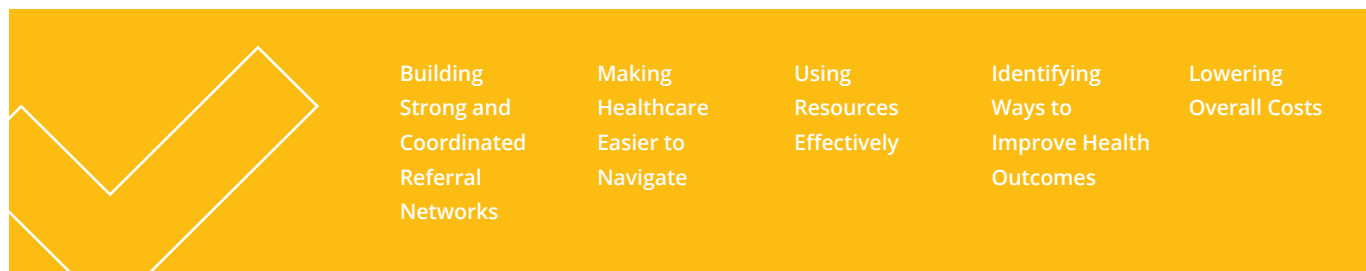 Building
Strong and
Coordinated
Referral
Networks
Making
Healthcare
Easier to
Navigate
Using
Resources
Effectively
Identifying
Ways to
Improve Health
Outcomes
Lowering
Overall Costs